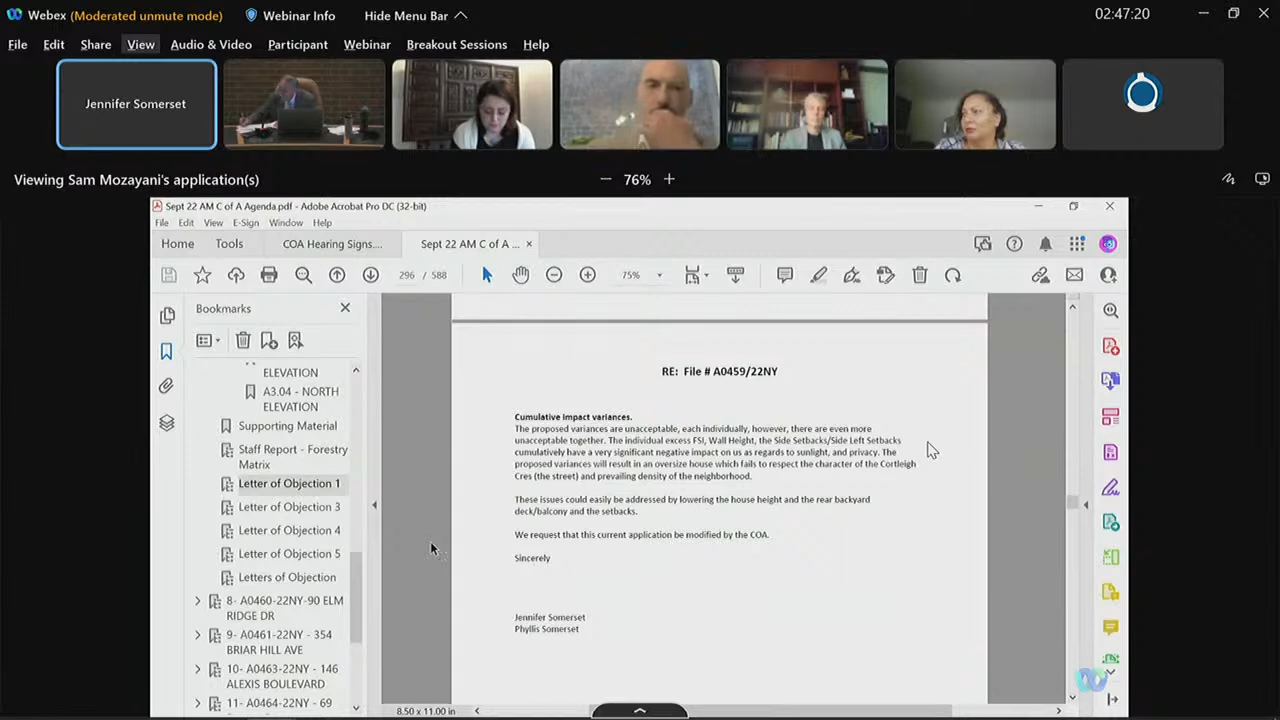 Webex (Moderated unmute mode) Webinar Info Hide Menu Bar 02:47:20
File Edit Share View Audio & Video Participant Webinar Breakout Sessions Help
Jennifer Somerset
Viewing Sam Mozayani's application(s) 76%
Sept 22 AM C of A Agenda.pdf - Adobe Acrobat Pro DC (32-bit)
File Edit View E-Sign Window Help
Home Tools COA Hearing Signs.... Sept 22 AM C of A ... ×
296 / 588 75%
Bookmarks
ELEVATION
A3.04 - NORTH
ELEVATION
Supporting Material
Staff Report - Forestry
Matrix
Letter of Objection 1
Letter of Objection 3
Letter of Objection 4
Letter of Objection 5
Letters of Objection
8- A0460-22NY-90 ELM
RIDGE DR
9- A0461-22NY - 354
BRIAR HILL AVE
10- A0463-22NY - 146
ALEXIS BOULEVARD
11- A0464-22NY - 69
RE: File # A0459/22NY
Cumulative impact variances.
The proposed variances are unacceptable, each individually, however, there are even more
unacceptable together. The individual excess FSI, Wall Height, the Side Setbacks/Side Left Setbacks
cumulatively have a very significant negative impact on us as regards to sunlight, and privacy. The
proposed variances will result in an oversize house which fails to respect the character of the Cortleigh
Cres (the street) and prevailing density of the neighborhood.
These issues could easily be addressed by lowering the house height and the rear backyard
deck/balcony and the setbacks.
We request that this current application be modified by the COA.
Sincerely
Jennifer Somerset
Phyllis Somerset
8.50 x 11.00 in